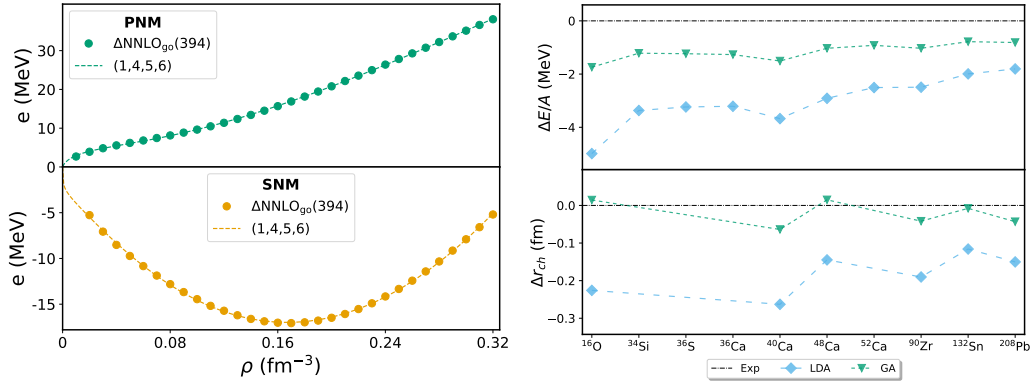 PNM
ΔNNLO_go(394)
(1,4,5,6)
e (MeV)
30
20
10
0
SNM
ΔNNLO_go(394)
(1,4,5,6)
e (MeV)
-5
-10
-15
0 0.08 0.16 0.24 0.32
ρ (fm⁻³)
ΔE/A (MeV)
0
−2
−4
Δr_ch (fm)
0.0
−0.1
−0.2
−0.3
¹⁶O ³⁴Si ³⁶S ³⁶Ca ⁴⁰Ca ⁴⁸Ca ⁵²Ca ⁹⁰Zr ¹³²Sn ²⁰⁸Pb
Exp LDA GA